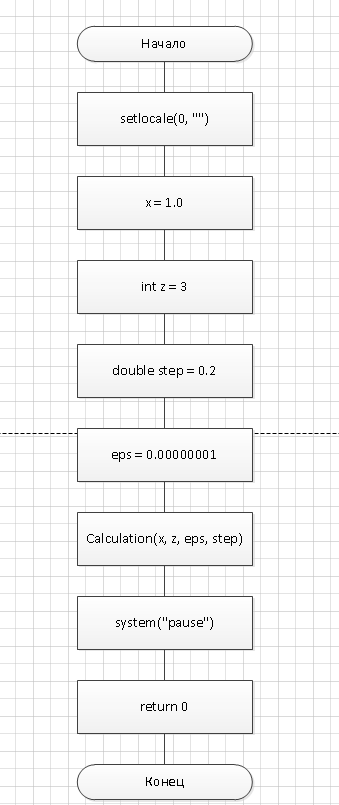 Начало
setlocale(0, "")
x = 1.0
int z = 3
double step = 0.2
eps = 0.00000001
Calculation(x, z, eps, step)
system("pause")
return 0
Конец